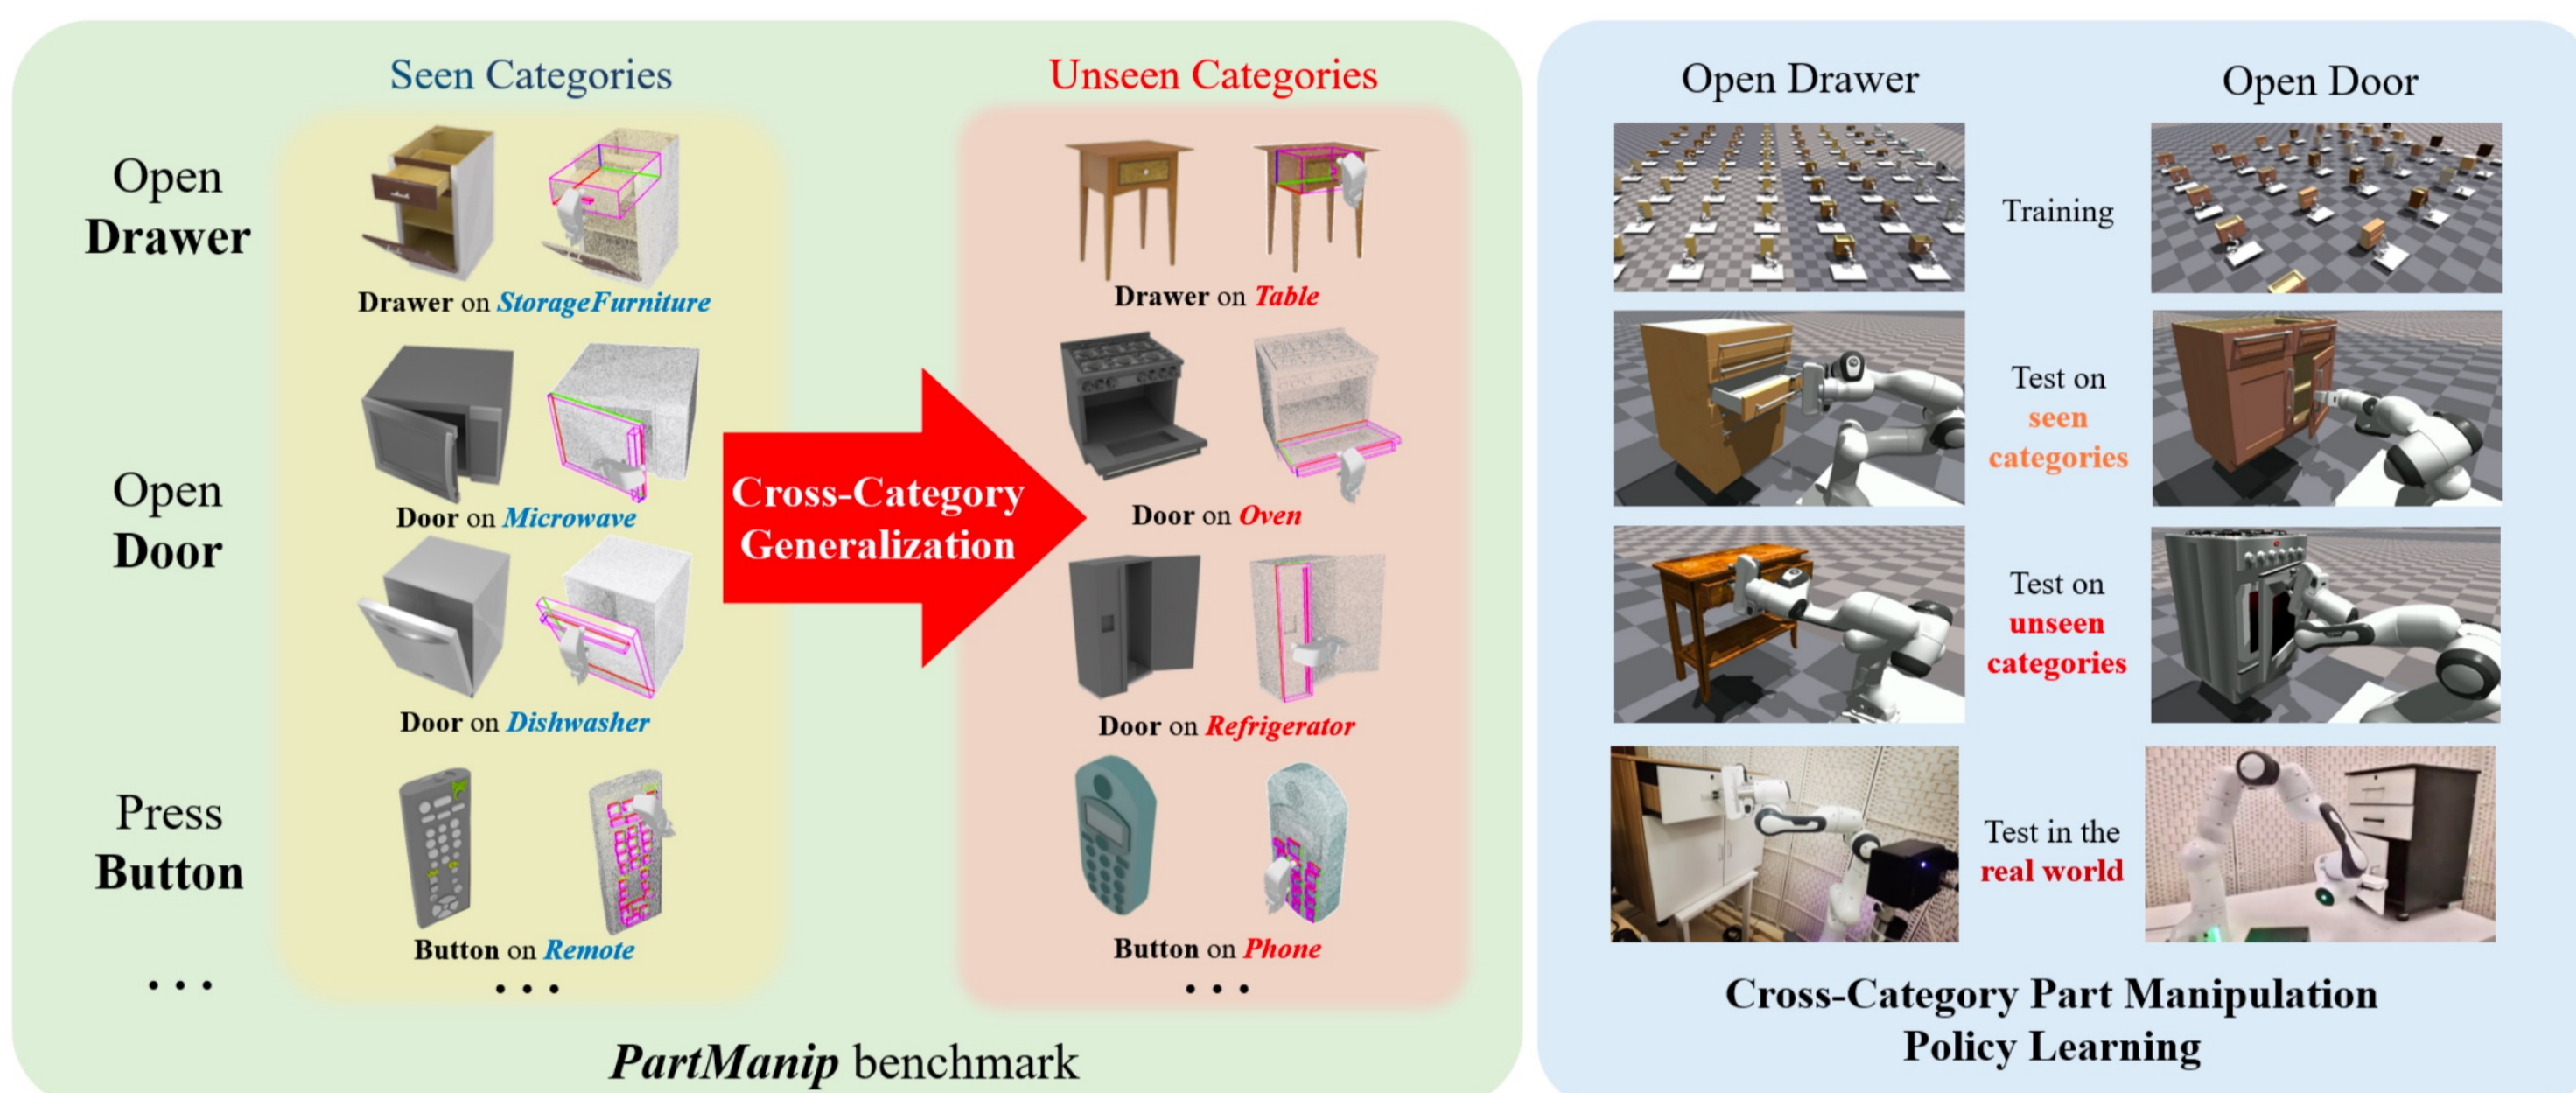 Seen Categories
Unseen Categories
Open
Drawer
Drawer on StorageFurniture
Drawer on Table
Open
Door
Door on Microwave
Door on Oven
Cross-Category
Generalization
Door on Dishwasher
Door on Refrigerator
Press
Button
Button on Remote
Button on Phone
...
...
...
PartManip benchmark
Open Drawer
Open Door
Training
Test on
seen
categories
Test on
unseen
categories
Test in the
real world
Cross-Category Part Manipulation
Policy Learning